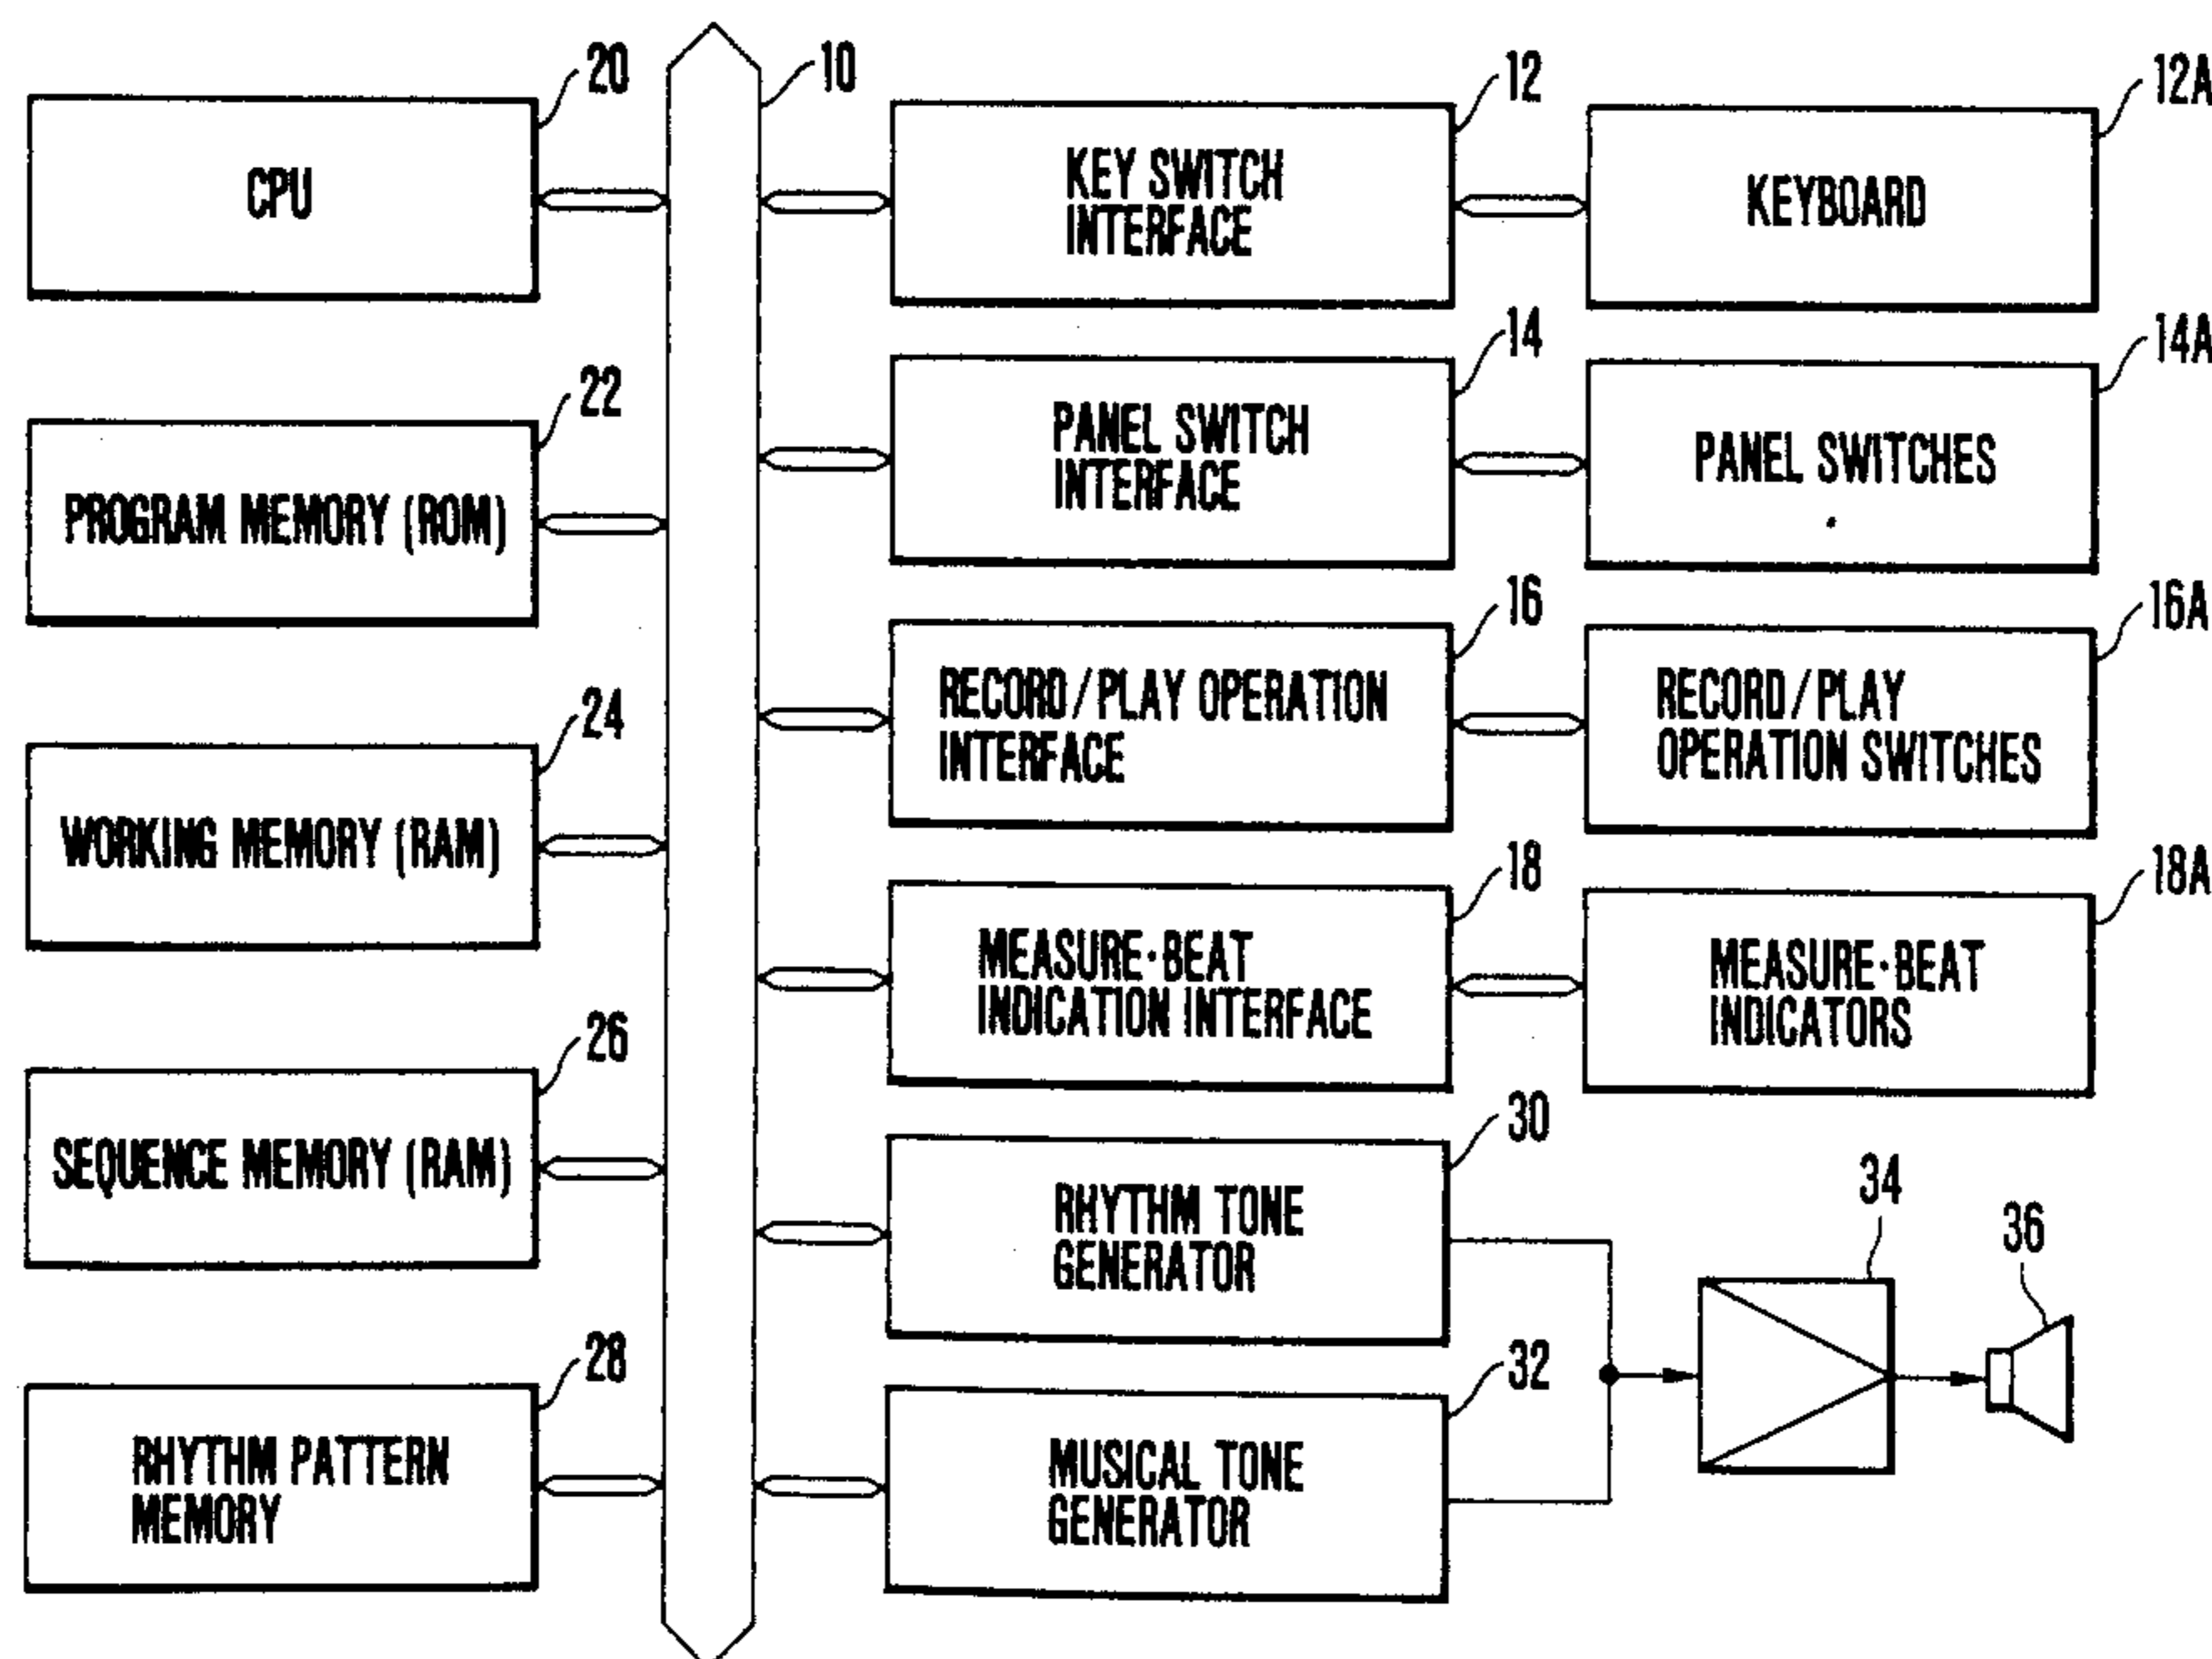 20
10
12
12A
CPU
KEY SWITCH
INTERFACE
KEYBOARD
22
14
14A
PROGRAM MEMORY (ROM)
PANEL SWITCH
INTERFACE
PANEL SWITCHES
24
16
16A
WORKING MEMORY (RAM)
RECORD/PLAY OPERATION
INTERFACE
RECORD/PLAY
OPERATION SWITCHES
26
18
18A
SEQUENCE MEMORY (RAM)
MEASURE·BEAT
INDICATION INTERFACE
MEASURE·BEAT
INDICATORS
28
30
34
36
RHYTHM PATTERN
MEMORY
RHYTHM TONE
GENERATOR
32
MUSICAL TONE
GENERATOR